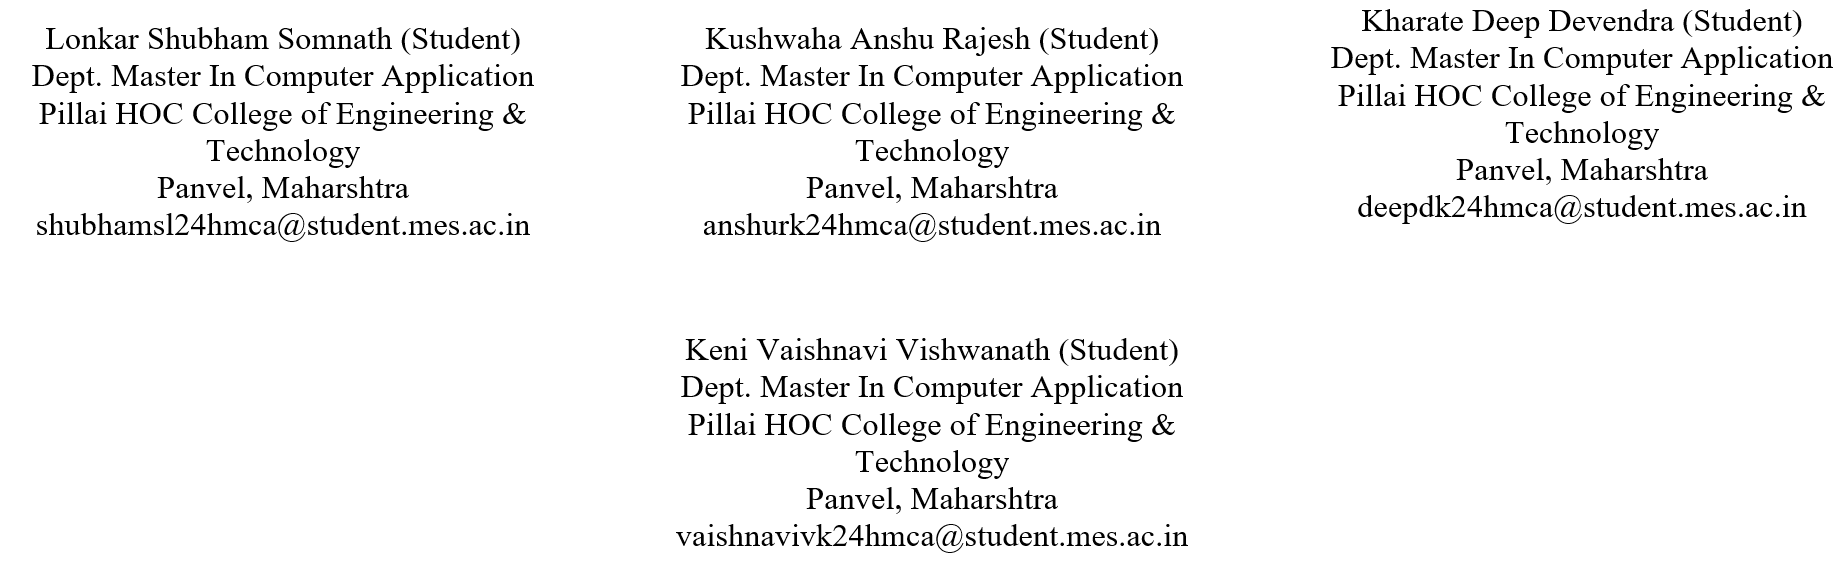 Lonkar Shubham Somnath (Student)
Dept. Master In Computer Application
Pillai HOC College of Engineering &
Technology
Panvel, Maharshtra
shubhamsl24hmca@student.mes.ac.in
Kushwaha Anshu Rajesh (Student)
Dept. Master In Computer Application
Pillai HOC College of Engineering &
Technology
Panvel, Maharshtra
anshurk24hmca@student.mes.ac.in
Kharate Deep Devendra (Student)
Dept. Master In Computer Application
Pillai HOC College of Engineering &
Technology
Panvel, Maharshtra
deepdk24hmca@student.mes.ac.in
Keni Vaishnavi Vishwanath (Student)
Dept. Master In Computer Application
Pillai HOC College of Engineering &
Technology
Panvel, Maharshtra
vaishnavivk24hmca@student.mes.ac.in